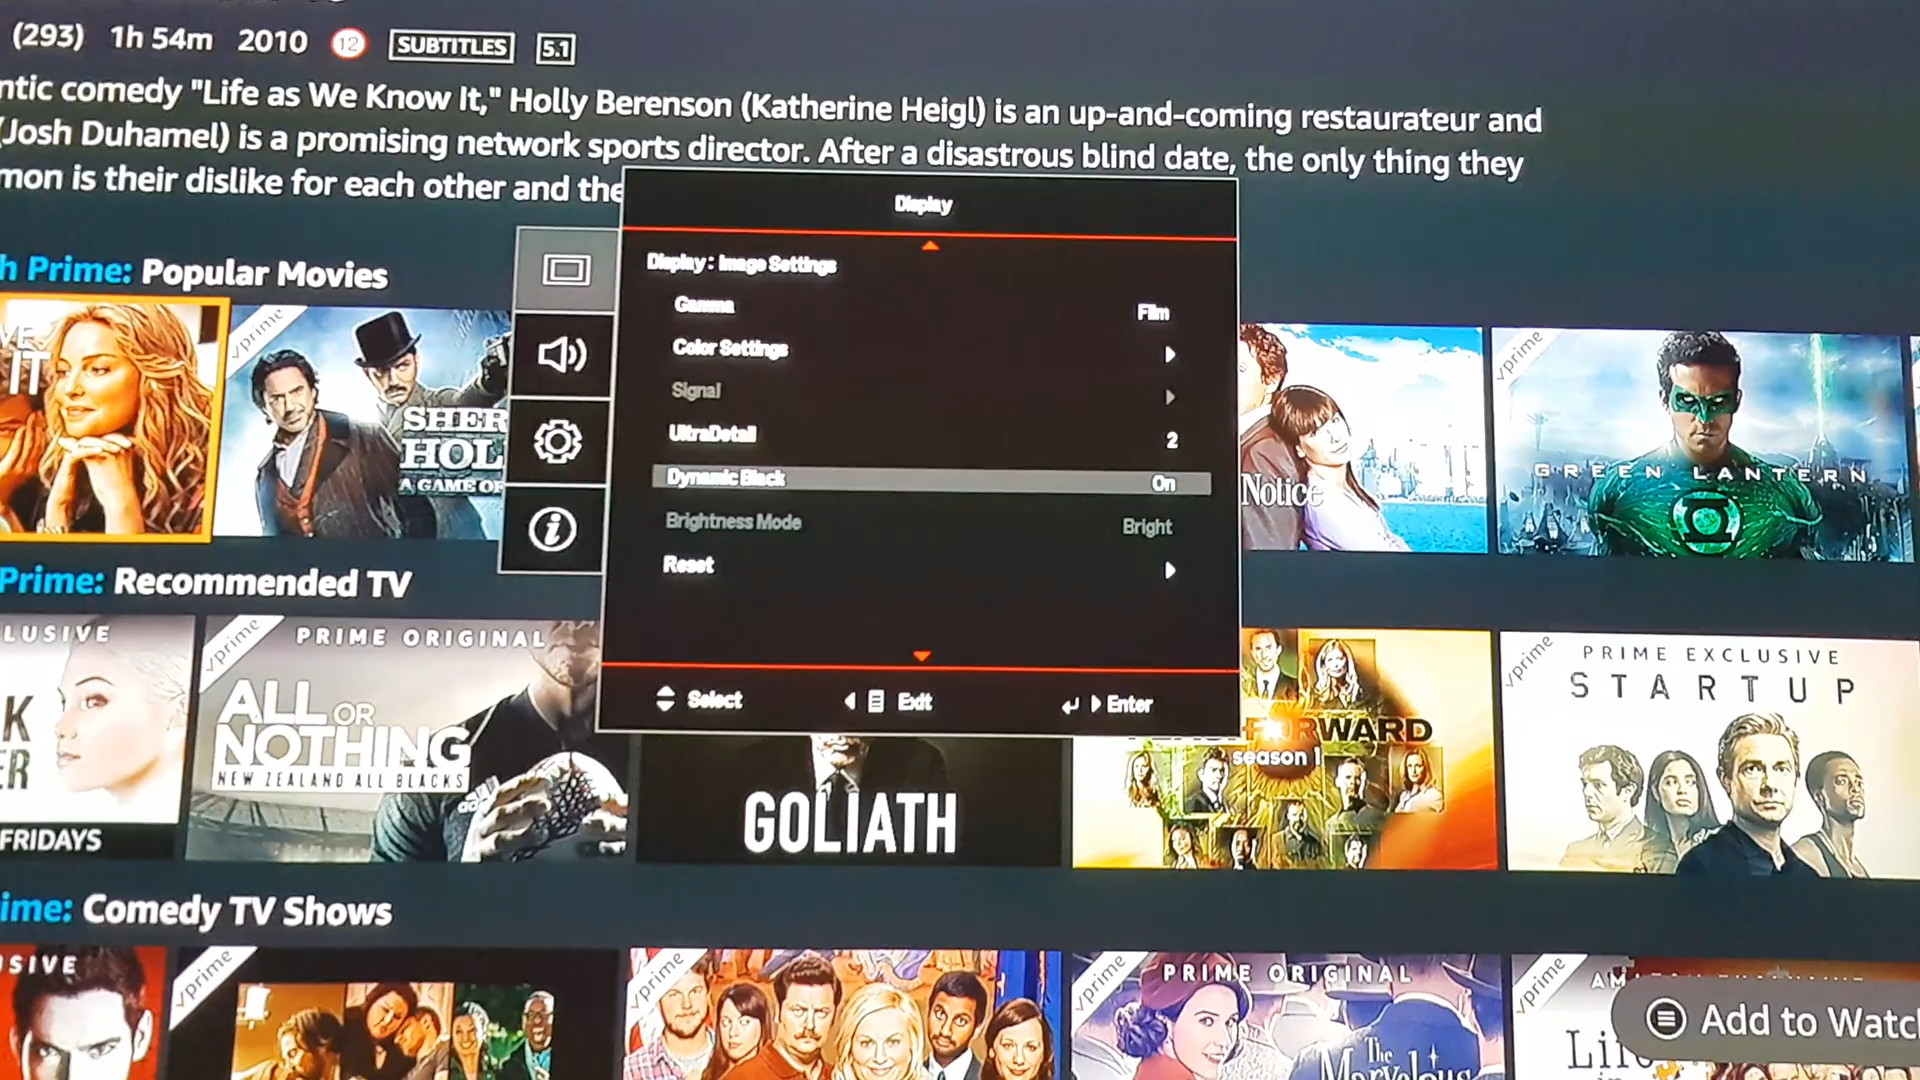 (293) 1h 54m 2010 12 SUBTITLES 5.1
ntic comedy "Life as We Know It," Holly Berenson (Katherine Heigl) is an up-and-coming restaurateur and
(Josh Duhamel) is a promising network sports director. After a disastrous blind date, the only thing they
mon is their dislike for each other and the
h Prime: Popular Movies
VE
IT
prime
SHER
HOL
A GAME OF
Display
Display : Image Settings
Gamma Film
Color Settings
Signal
UltraDetail 2
Dynamic Black On
Brightness Mode Bright
Reset
Select Exit Enter
Notice
prime
GREEN LANTERN
Prime: Recommended TV
LUSIVE
K
ER
FRIDAYS
prime
PRIME ORIGINAL
ALL OR
NOTHING
NEW ZEALAND ALL BLACKS
GOLIATH
RWARD
season 1
prime
PRIME EXCLUSIVE
STARTUP
ime: Comedy TV Shows
SIVE
prime
prime
prime
PRIME ORIGINAL
The
Marvelous
prime
AM
Add to Watc